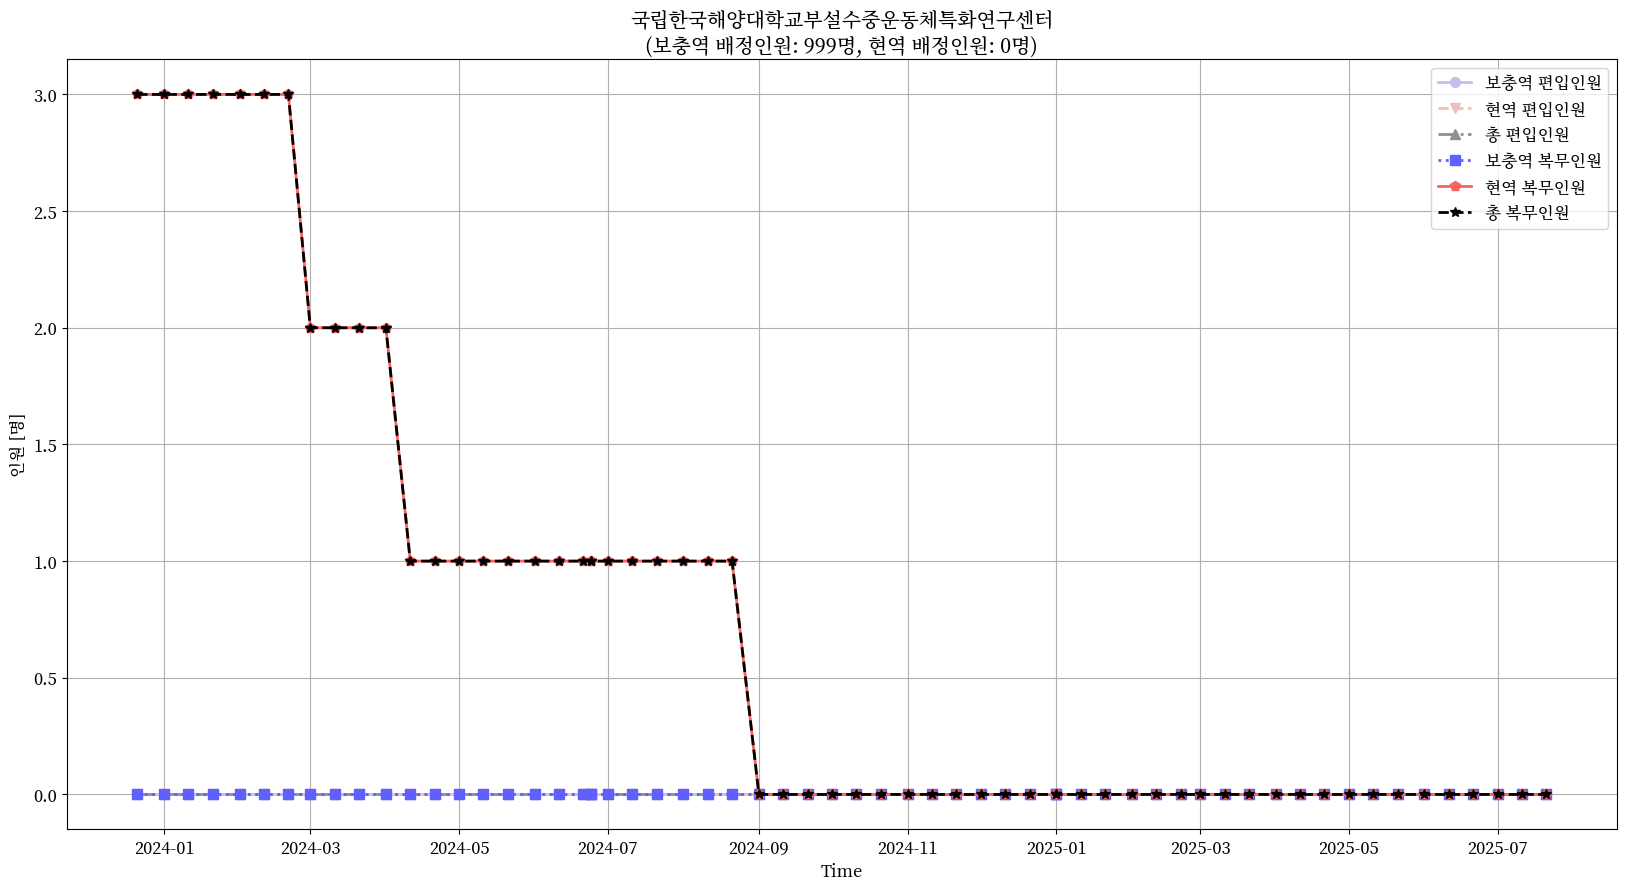 국립한국해양대학교부설수중운동체특화연구센터
(보충역 배정인원: 999명, 현역 배정인원: 0명)
보충역 편입인원
현역 편입인원
총 편입인원
보충역 복무인원
현역 복무인원
총 복무인원
3.0
2.5
2.0
1.5
1.0
0.5
0.0
인원 [명]
2024-01 2024-03 2024-05 2024-07 2024-09 2024-11 2025-01 2025-03 2025-05 2025-07
Time